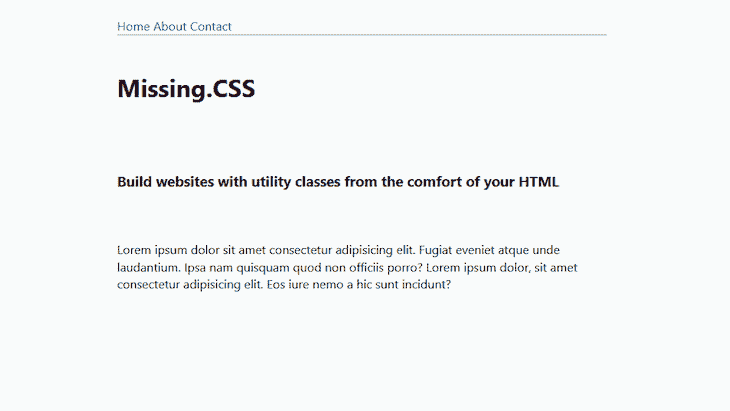 Home About Contact
Missing.CSS
Build websites with utility classes from the comfort of your HTML
Lorem ipsum dolor sit amet consectetur adipisicing elit. Fugiat eveniet atque unde
laudantium. Ipsa nam quisquam quod non officiis porro? Lorem ipsum dolor, sit amet
consectetur adipisicing elit. Eos iure nemo a hic sunt incidunt?